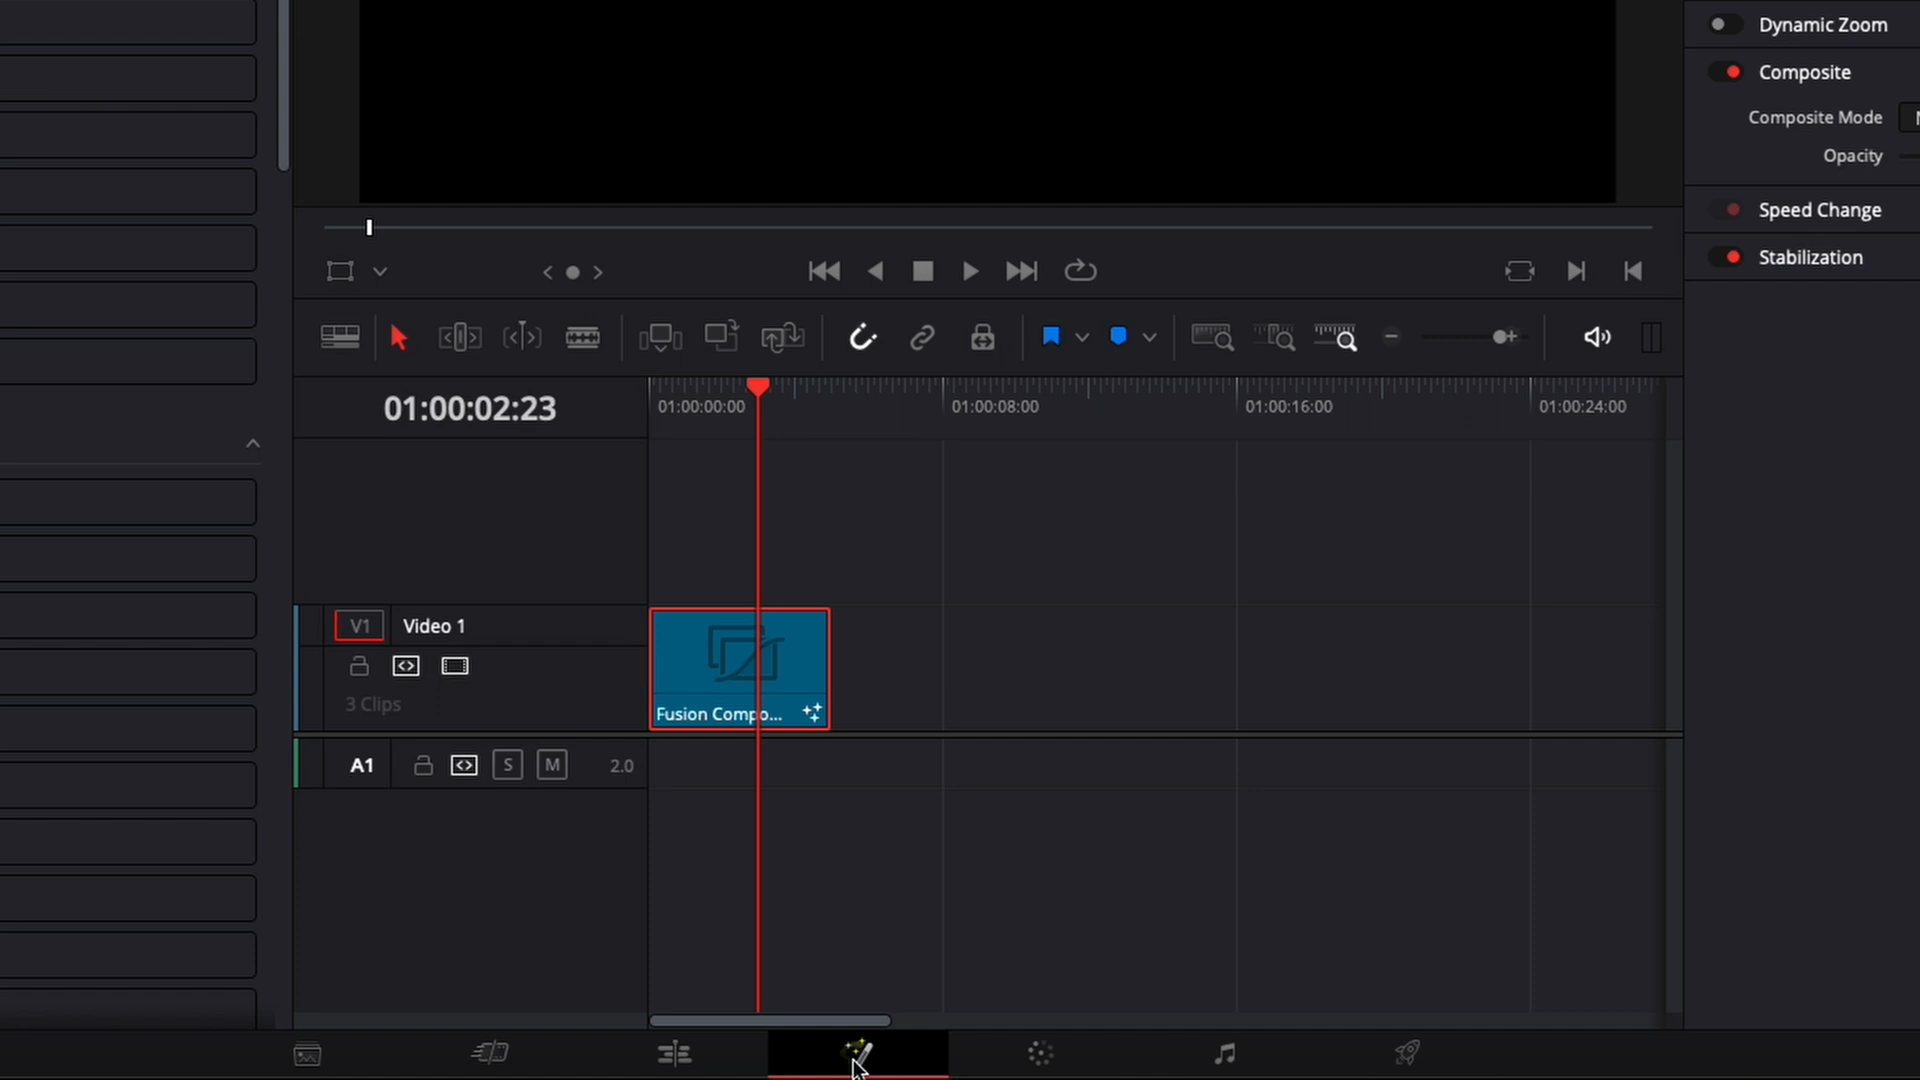 Dynamic Zoom
Composite
Composite Mode
Opacity
Speed Change
Stabilization
01:00:02:23
01:00:00:00
01:00:08:00
01:00:16:00
01:00:24:00
V1
Video 1
3 Clips
Fusion Compo...
A1
S
M
2.0